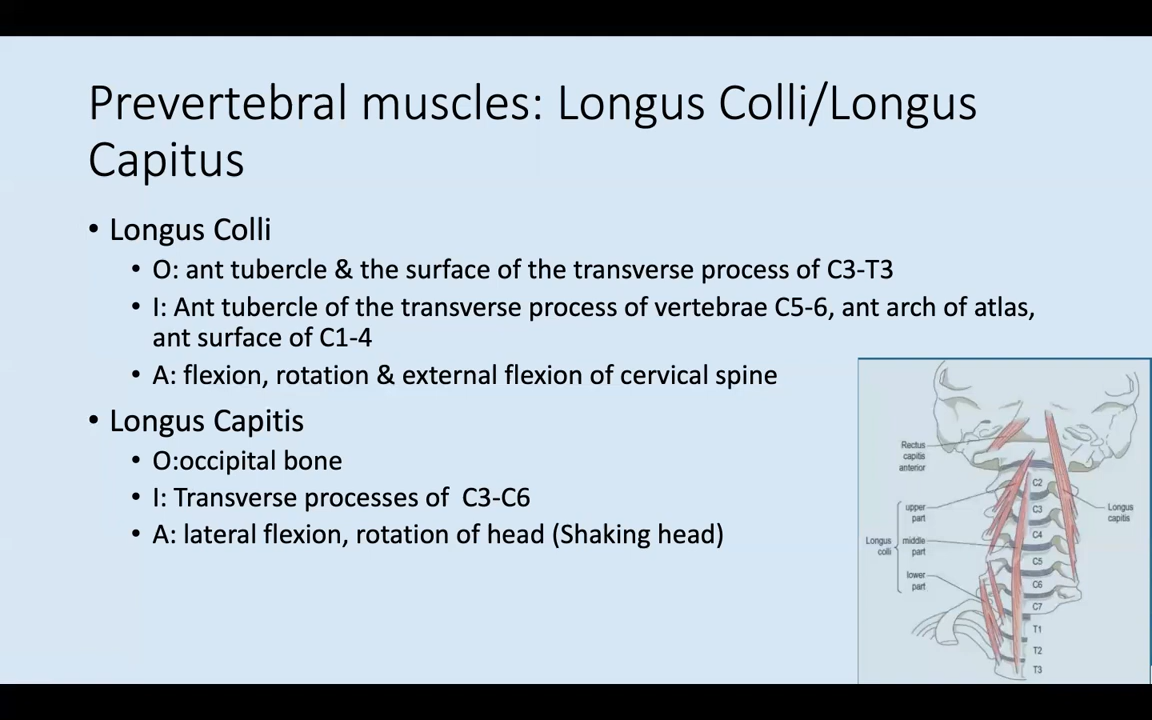 Prevertebral muscles: Longus Colli/Longus
Capitus
• Longus Colli
• O: ant tubercle & the surface of the transverse process of C3-T3
• I: Ant tubercle of the transverse process of vertebrae C5-6, ant arch of atlas,
ant surface of C1-4
• A: flexion, rotation & external flexion of cervical spine
• Longus Capitis
• O:occipital bone
• I: Transverse processes of C3-C6
• A: lateral flexion, rotation of head (Shaking head)
Rectus
capitis
anterior
upper
part
Longus
colli
middle
part
lower
part
Longus
capitis
C2
C3
C4
C5
C6
C7
T1
T2
T3